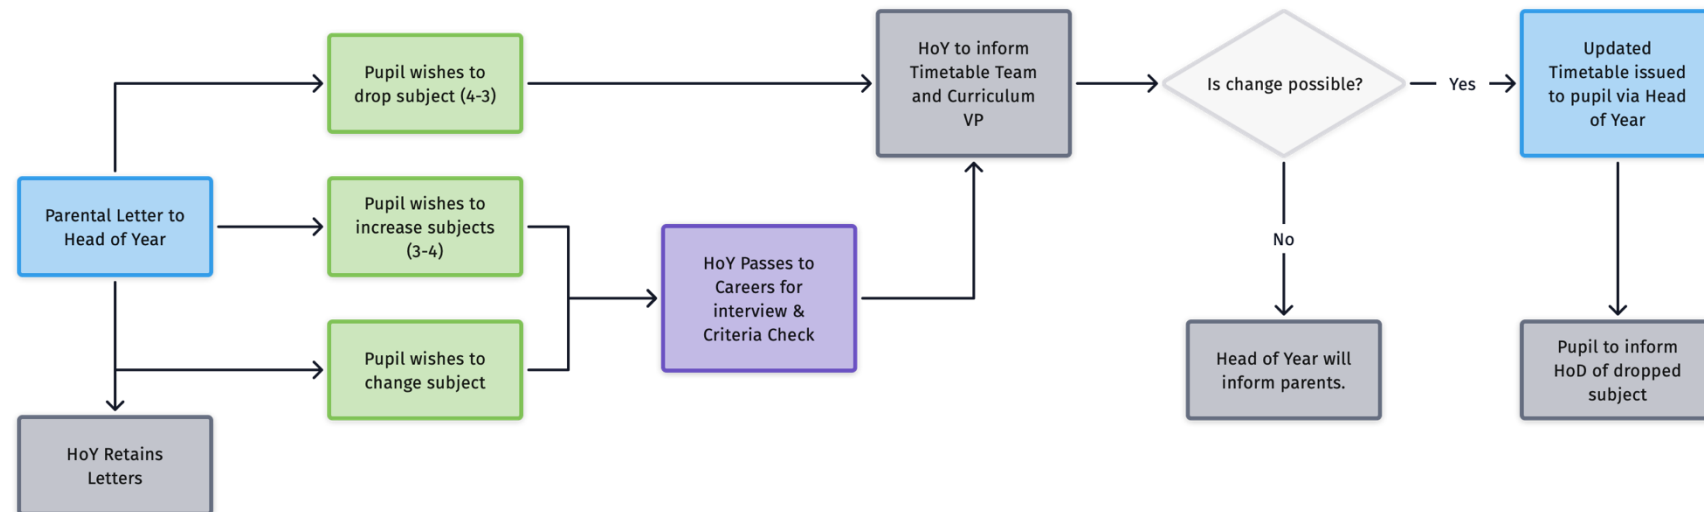 Pupil wishes to
drop subject (4-3)
HoY to inform
Timetable Team
and Curriculum
VP
Is change possible?
Yes
Updated
Timetable issued
to pupil via Head
of Year
Parental Letter to
Head of Year
Pupil wishes to
increase subjects
(3-4)
HoY Passes to
Careers for
interview &
Criteria Check
No
Pupil wishes to
change subject
Head of Year will
inform parents.
Pupil to inform
HoD of dropped
subject
HoY Retains
Letters